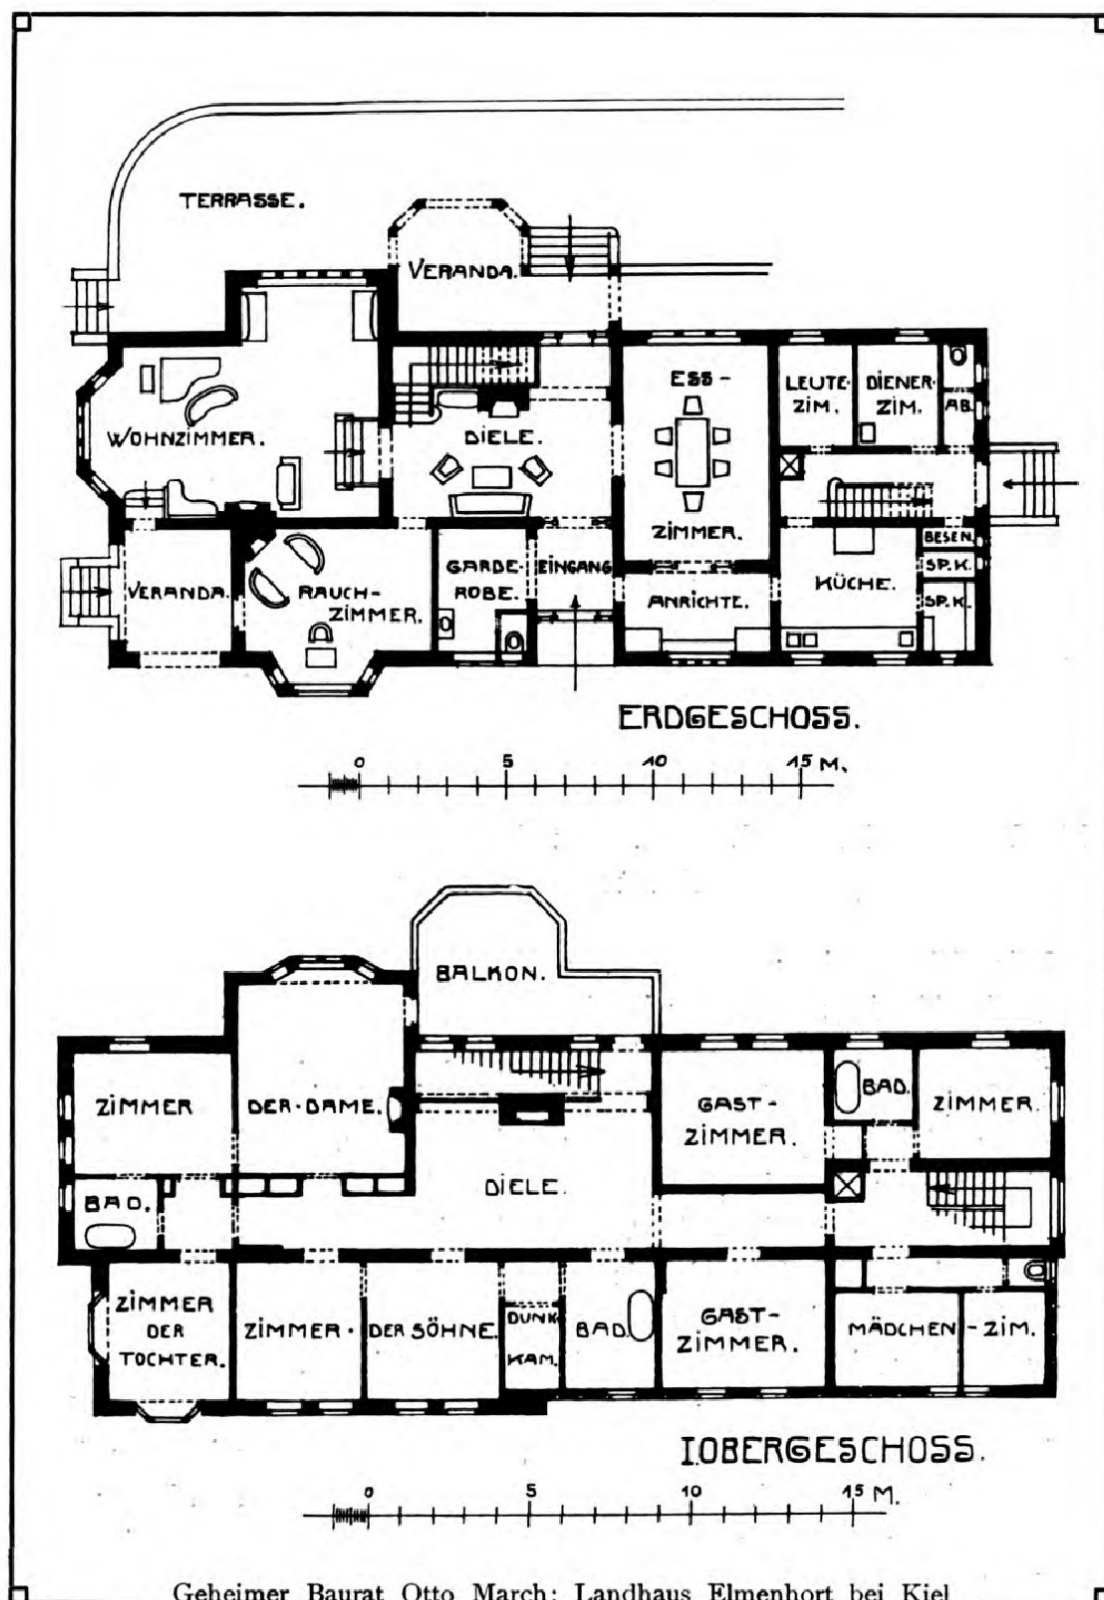 TERRASSE.
VERANDA.
WOHNZIMMER.
DIELE.
ESS-
ZIMMER.
LEUTE-
ZIM.
DIENER-
ZIM.
AB.
VERANDA.
RAUCH-
ZIMMER.
GARDE-
ROBE.
EINGANG
ANRICHTE.
KÜCHE.
BESEN.
SP.K.
SP.K.
ERDGESCHOSS.
0 5 10 15 M.
BALKON.
ZIMMER
DER·DAME.
BAD.
DIELE.
GAST-
ZIMMER.
BAD.
ZIMMER.
ZIMMER
DER
TOCHTER.
ZIMMER·
DER SÖHNE.
DUNK.
KAM.
BAD.
GAST-
ZIMMER.
MÄDCHEN-ZIM.
I.OBERGESCHOSS.
0 5 10 15 M.
Geheimer Baurat Otto March: Landhaus Elmenhort bei Kiel